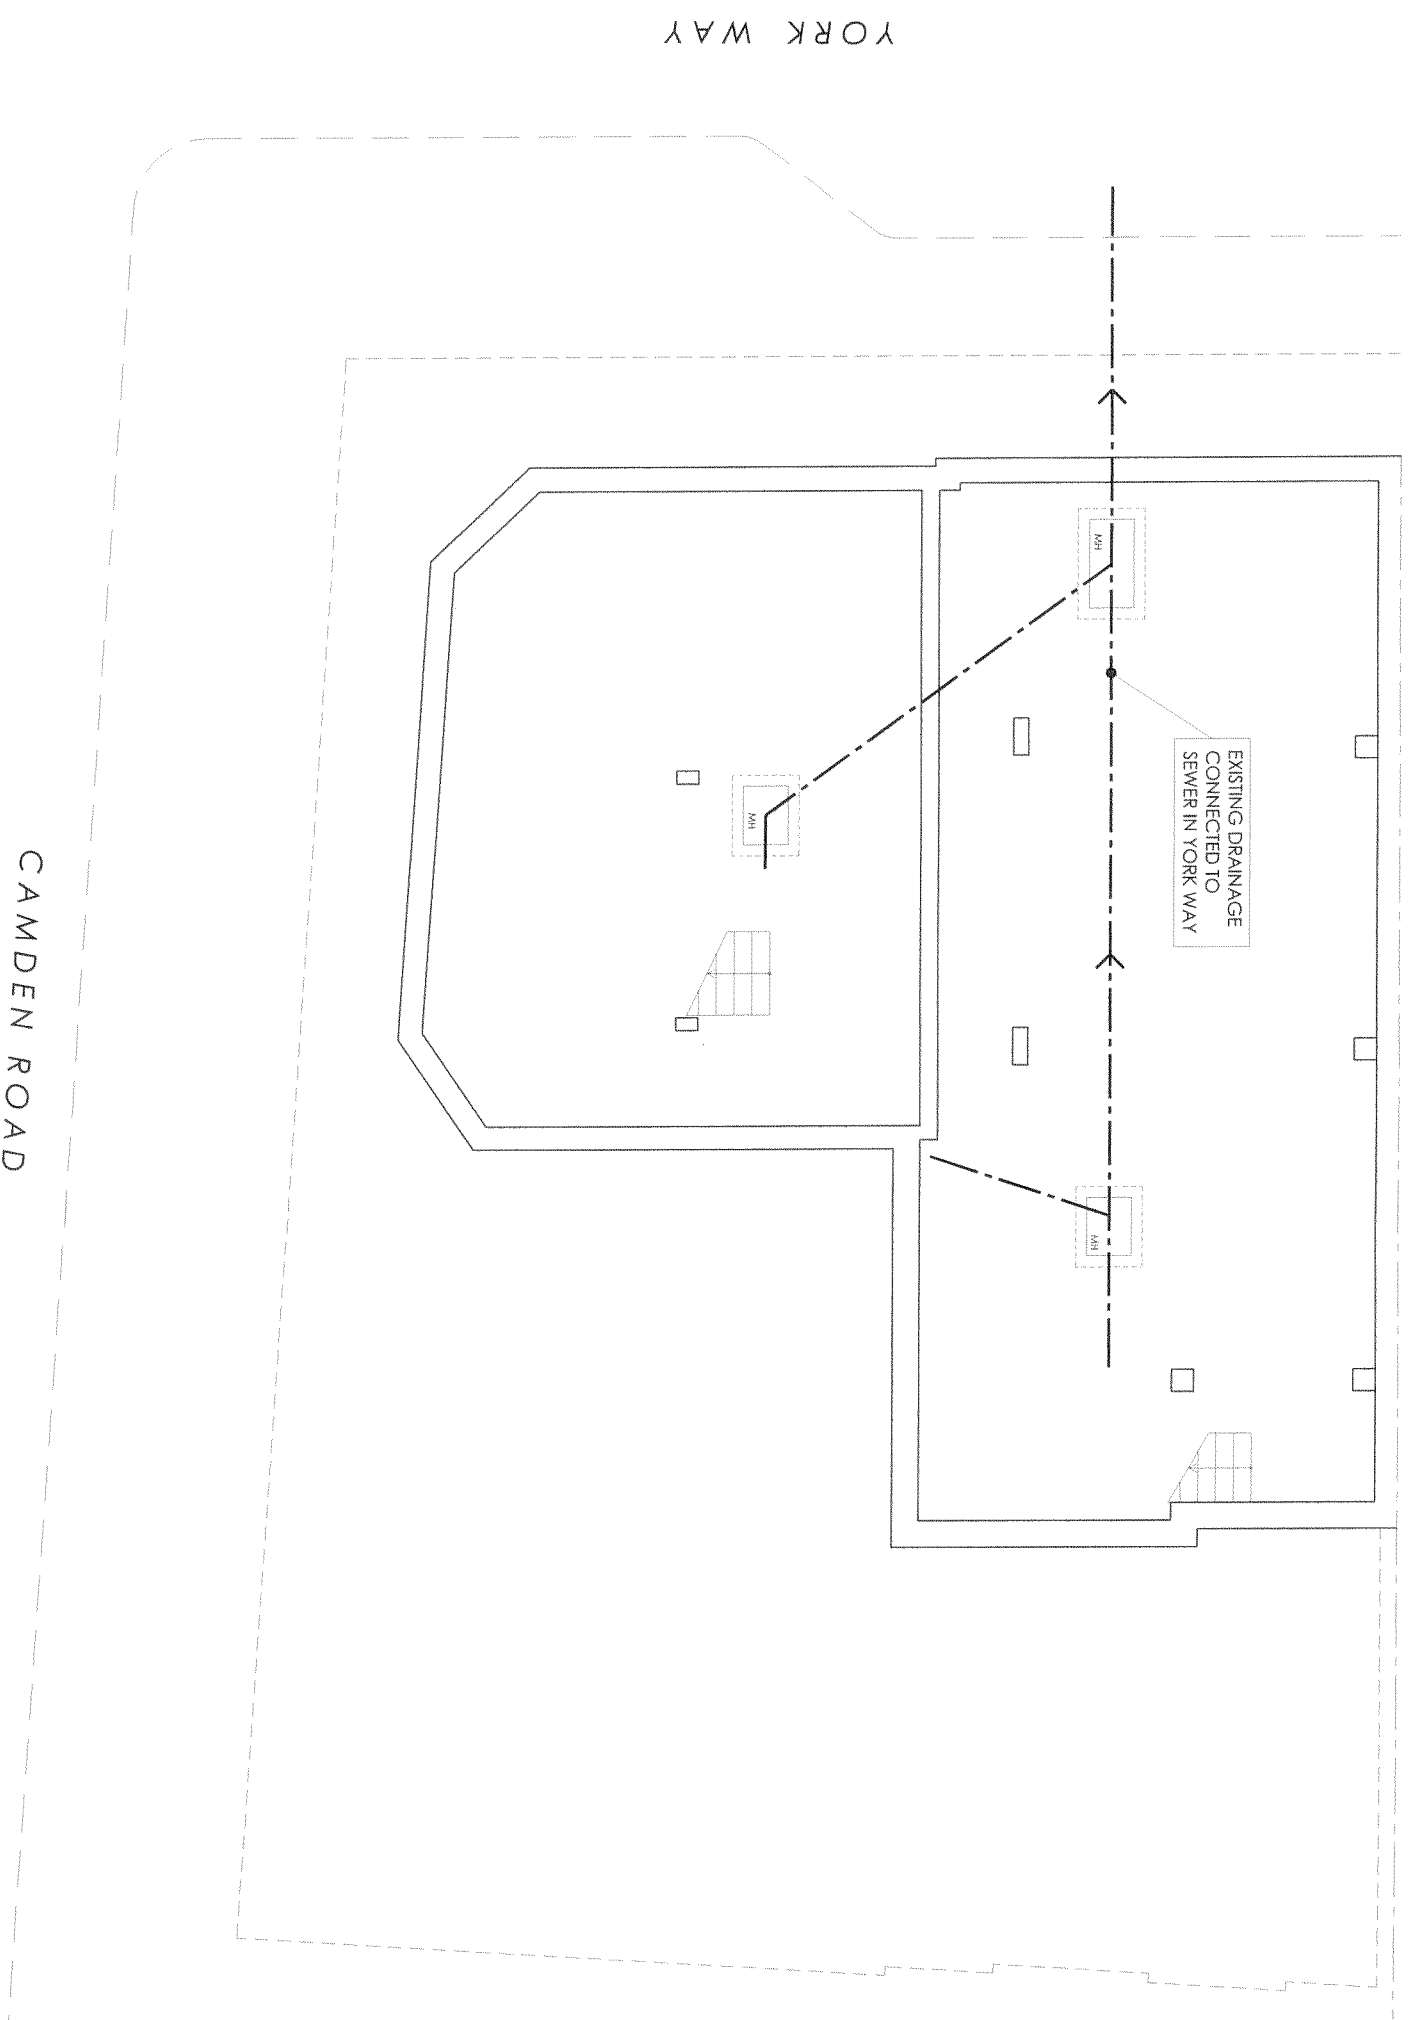 YORK WAY
MH
EXISTING DRAINAGE
CONNECTED TO
SEWER IN YORK WAY
MH
MH
CAMDEN ROAD